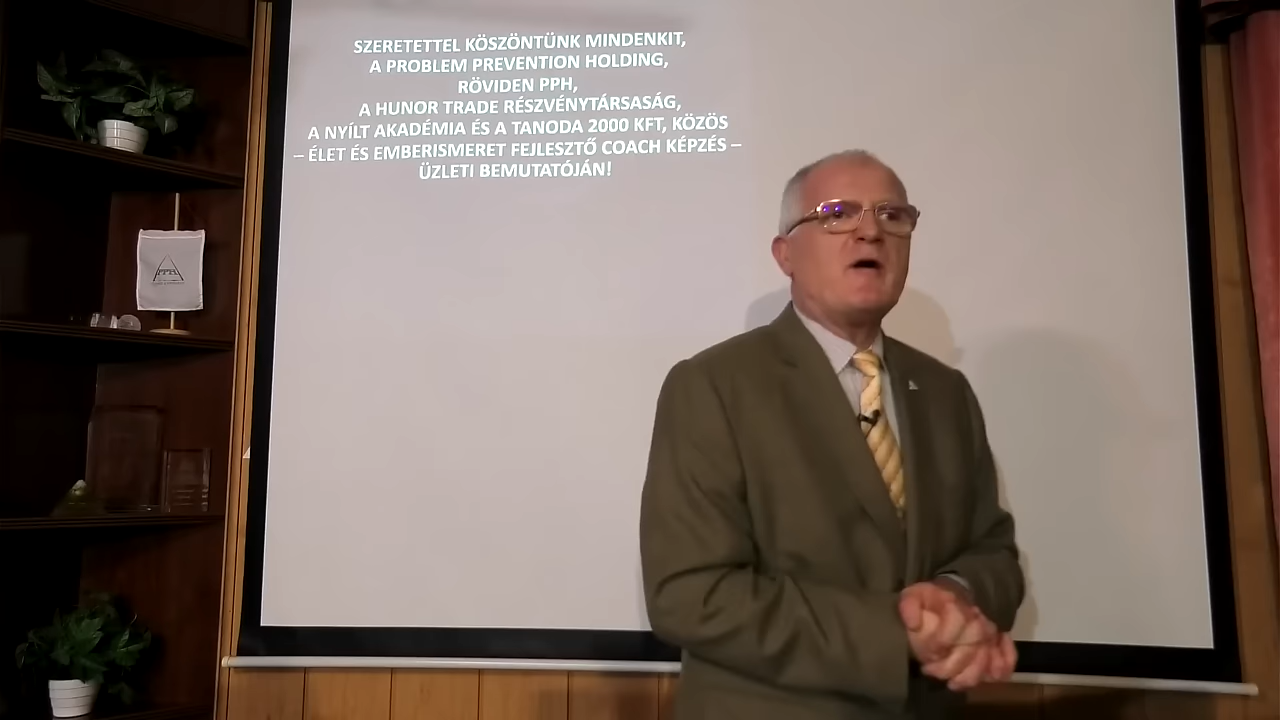 SZERETETTEL KÖSZÖNTÜNK MINDENKIT,
A PROBLEM PREVENTION HOLDING,
RÖVIDEN PPH,
A HUNOR TRADE RÉSZVÉNYTÁRSASÁG,
A NYÍLT AKADÉMIA ÉS A TANODA 2000 KFT, KÖZÖS
– ÉLET ÉS EMBERISMERET FEJLESZTŐ COACH KÉPZÉS –
ÜZLETI BEMUTATÓJÁN!
PPH